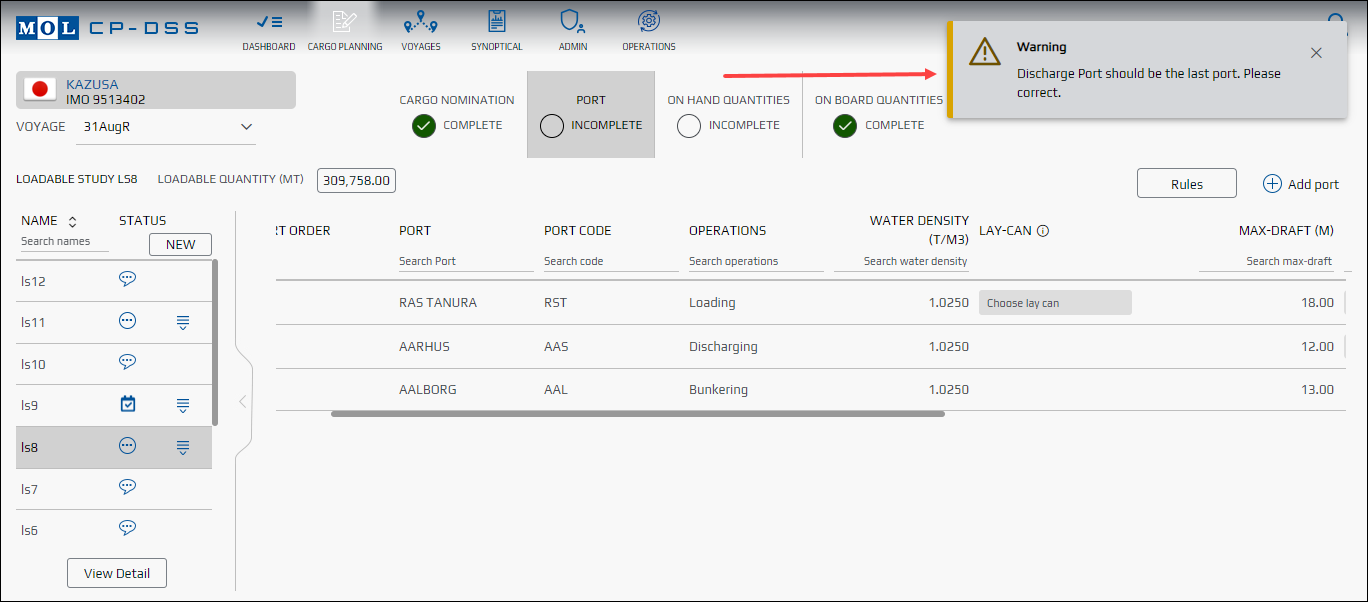 MOL CP-DSS
DASHBOARD
CARGO PLANNING
VOYAGES
SYNOPTICAL
ADMIN
OPERATIONS
Warning
Discharge Port should be the last port. Please
correct.
KAZUSA
IMO 9513402
VOYAGE 31AugR
CARGO NOMINATION
COMPLETE
PORT
INCOMPLETE
ON HAND QUANTITIES
INCOMPLETE
ON BOARD QUANTITIES
COMPLETE
LOADABLE STUDY LS8 LOADABLE QUANTITY (MT) 309,758.00
Rules
Add port
NAME STATUS
Search names NEW
ls12
ls11
ls10
ls9
ls8
ls7
ls6
View Detail
RT ORDER PORT PORT CODE OPERATIONS WATER DENSITY
(T/M3) LAY-CAN MAX-DRAFT (M)
Search Port Search code Search operations Search water density Search max-draft
RAS TANURA RST Loading 1.0250 Choose lay can 18.00
AARHUS AAS Discharging 1.0250 12.00
AALBORG AAL Bunkering 1.0250 13.00